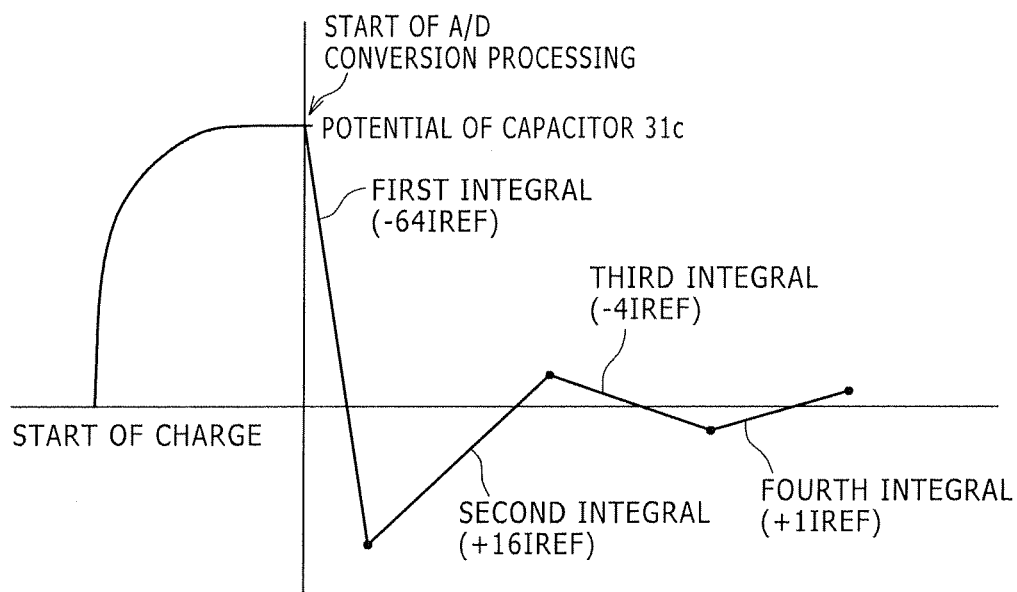 START OF A/D
CONVERSION PROCESSING
POTENTIAL OF CAPACITOR 31c
FIRST INTEGRAL
(-64IREF)
THIRD INTEGRAL
(-4IREF)
START OF CHARGE
SECOND INTEGRAL
(+16IREF)
FOURTH INTEGRAL
(+1IREF)